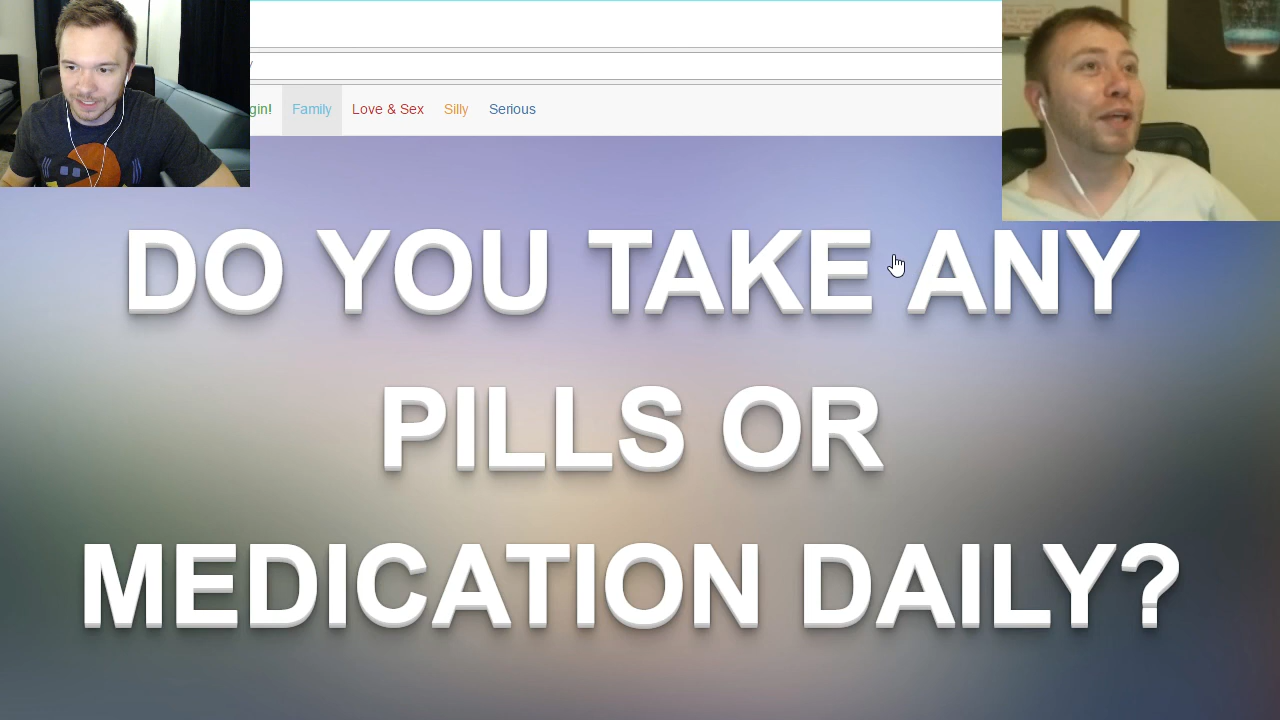 gin! Family Love & Sex Silly Serious
DO YOU TAKE ANY
PILLS OR
MEDICATION DAILY?